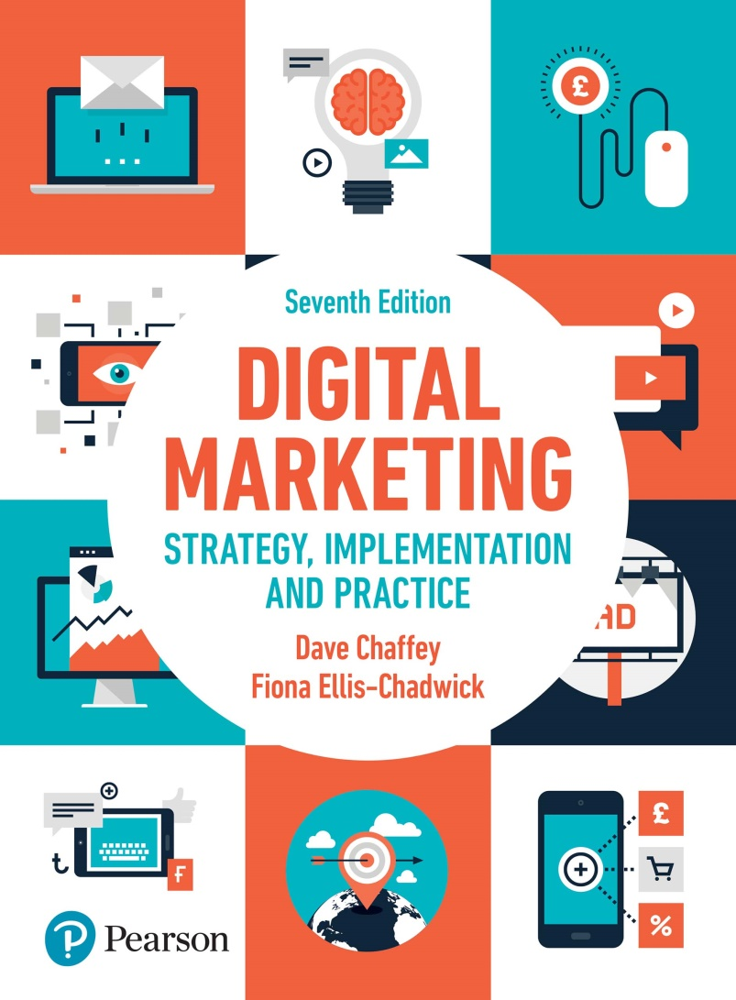 £
Seventh Edition
DIGITAL
MARKETING
STRATEGY, IMPLEMENTATION
AND PRACTICE
Dave Chaffey
Fiona Ellis-Chadwick
AD
t
F
£
%
Pearson